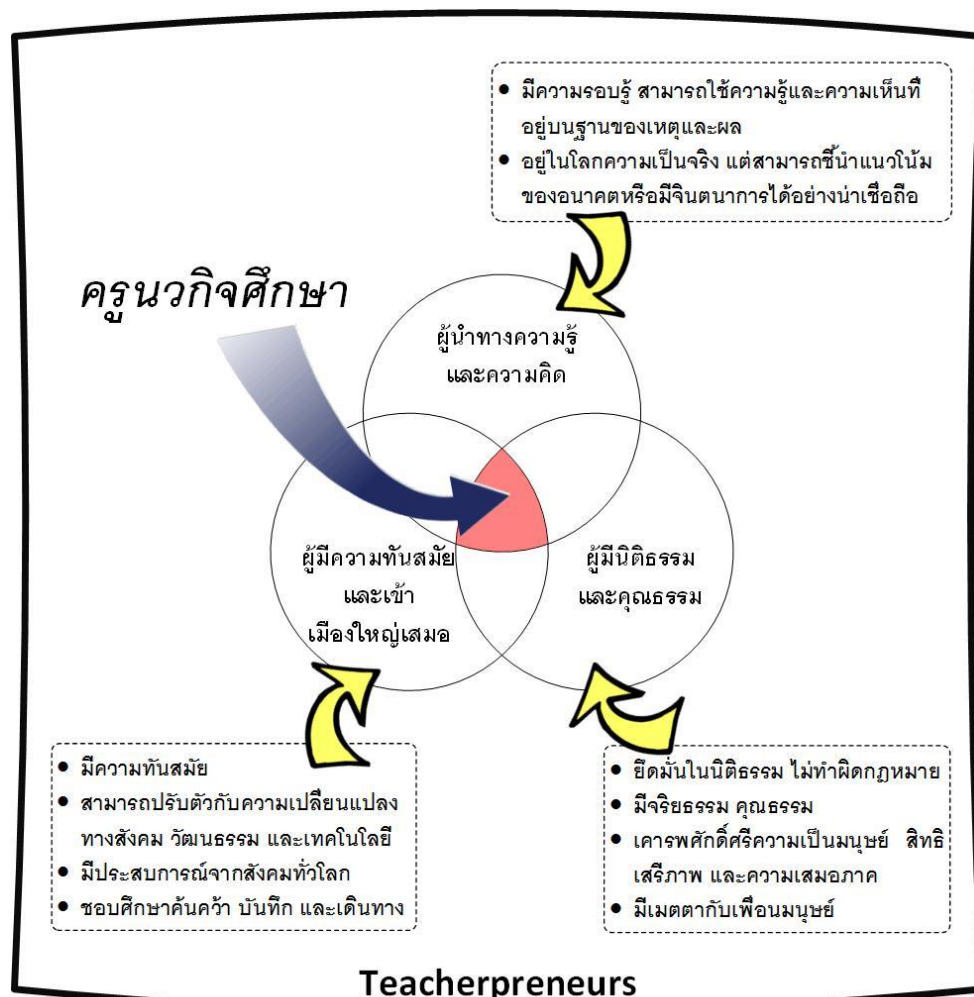 ● มีความรอบรู้ สามารถใช้ความรู้และความเห็นที่
อยู่บนฐานของเหตุและผล
● อยู่ในโลกความเป็นจริง แต่สามารถชี้นำแนวโน้ม
ของอนาคตหรือมีจินตนาการได้อย่างน่าเชื่อถือ
ครูนวกิจศึกษา
ผู้นำทางความรู้
และความคิด
ผู้มีความทันสมัย
และเข้า
เมืองใหญ่เสมอ
ผู้มีนิติธรรม
และคุณธรรม
● มีความทันสมัย
● สามารถปรับตัวกับความเปลี่ยนแปลง
ทางสังคม วัฒนธรรม และเทคโนโลยี
● มีประสบการณ์จากสังคมทั่วโลก
● ชอบศึกษาค้นคว้า บันทึก และเดินทาง
● ยึดมั่นในนิติธรรม ไม่ทำผิดกฎหมาย
● มีจริยธรรม คุณธรรม
● เคารพศักดิ์ศรีความเป็นมนุษย์ สิทธิ
เสรีภาพ และความเสมอภาค
● มีเมตตากับเพื่อนมนุษย์
Teacherpreneurs